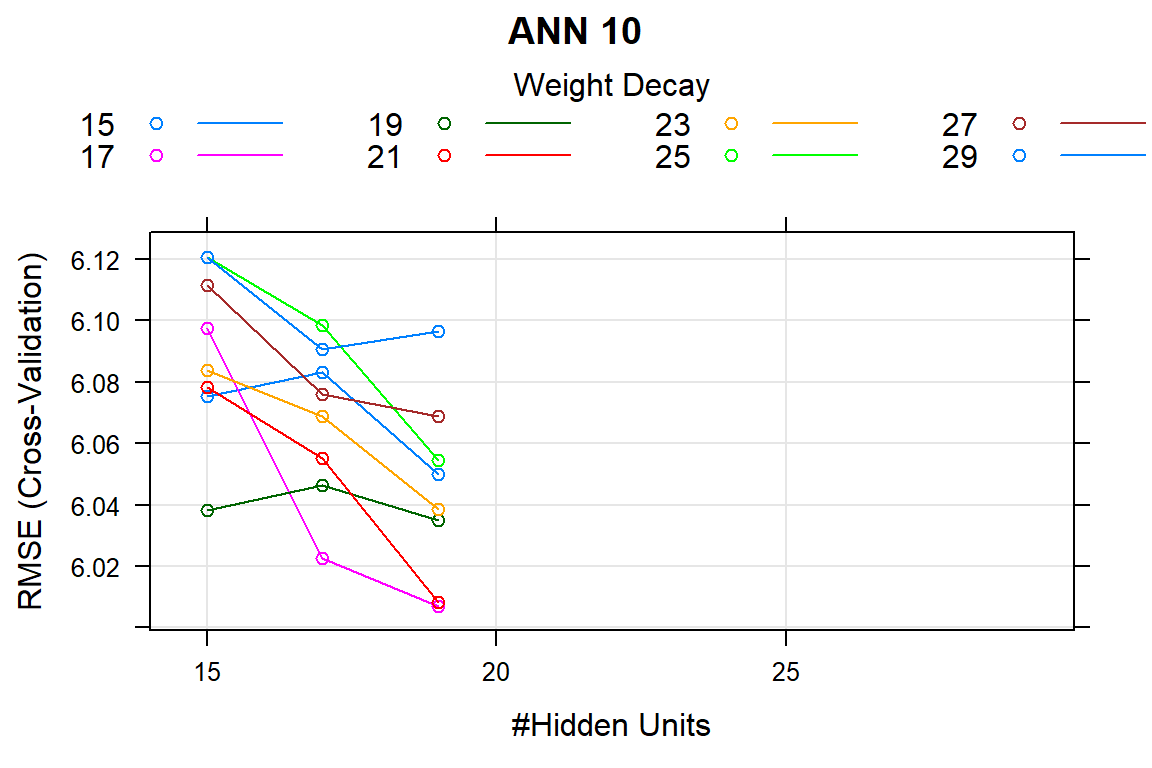 ANN 10
Weight Decay
15 19 23 27
17 21 25 29
RMSE (Cross-Validation)
6.12
6.10
6.08
6.06
6.04
6.02
15 20 25
#Hidden Units